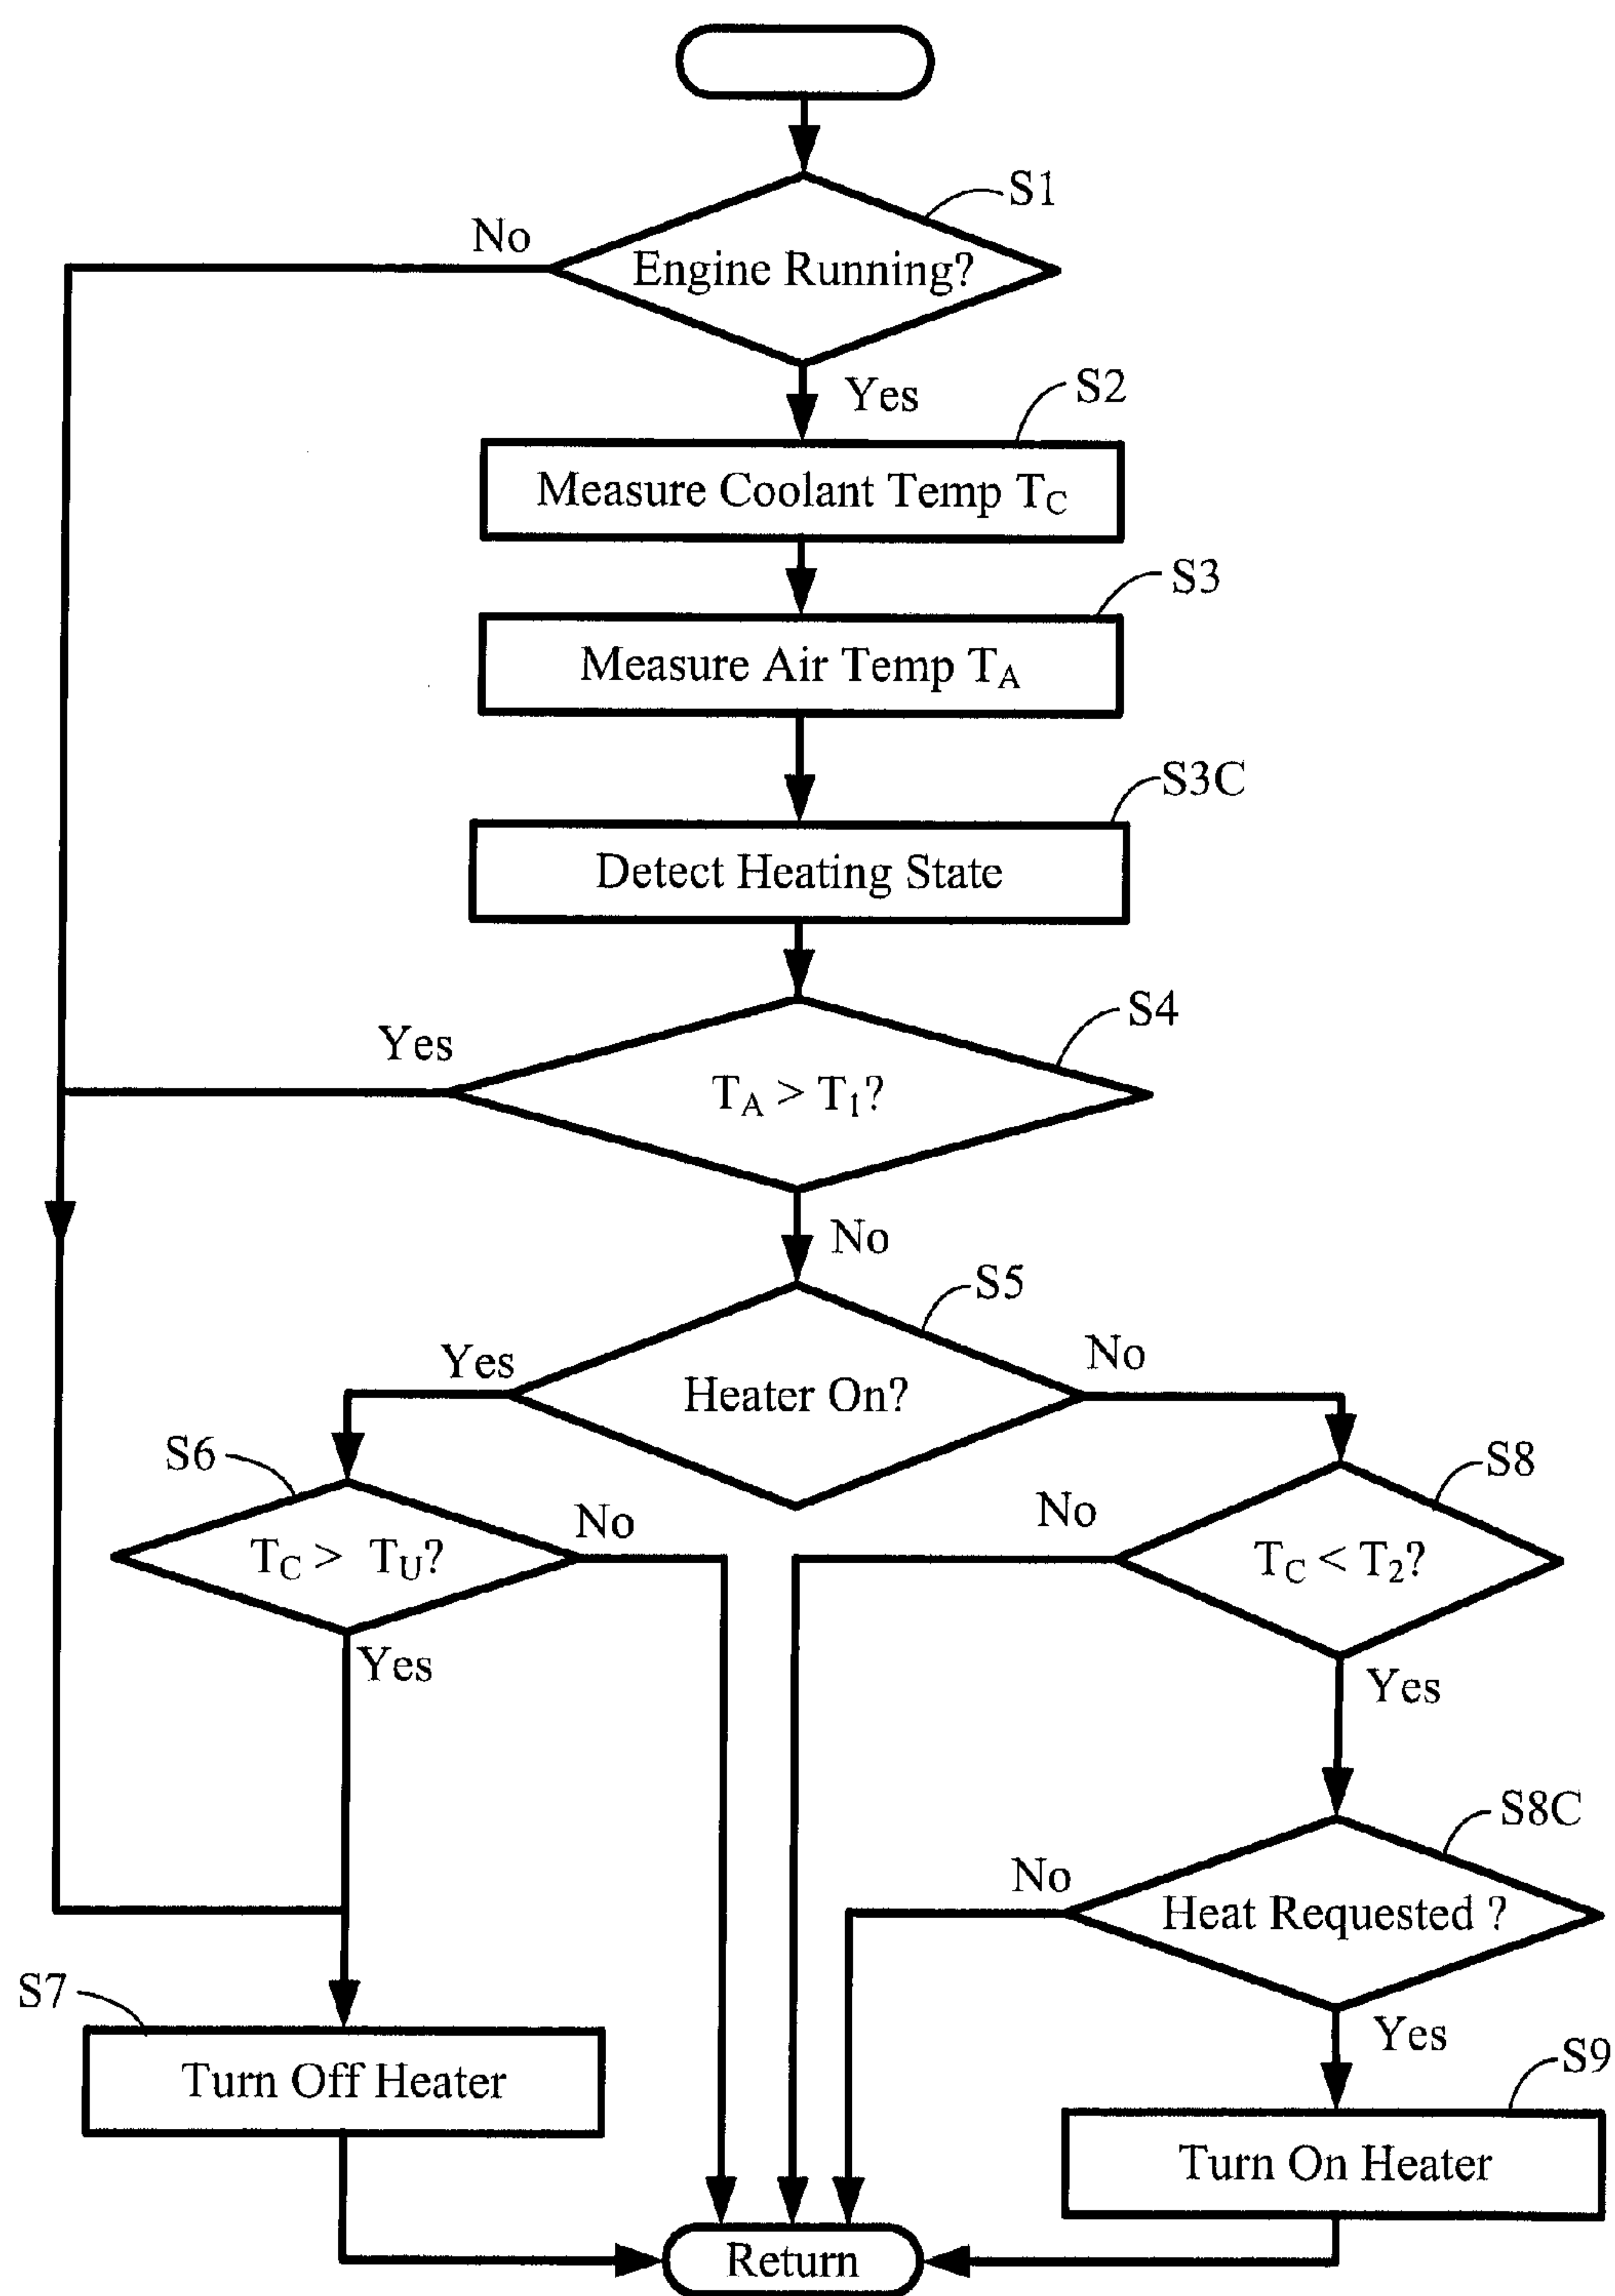 S1
No
Engine Running?
Yes
S2
Measure Coolant Temp T_C
S3
Measure Air Temp T_A
S3C
Detect Heating State
S4
Yes
T_A > T_1?
No
S5
Yes
No
Heater On?
S6
S8
No
No
T_C > T_U?
T_C < T_2?
Yes
Yes
S8C
No
Heat Requested ?
S7
Yes
S9
Turn Off Heater
Turn On Heater
Return